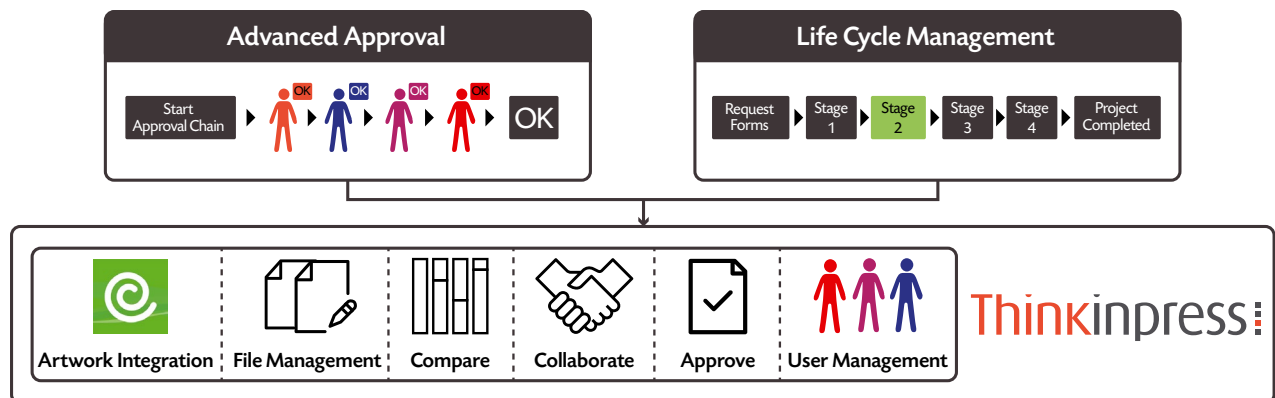 Advanced Approval
Start
Approval Chain
OK
OK
OK
OK
OK
Life Cycle Management
Request
Forms
Stage
1
Stage
2
Stage
3
Stage
4
Project
Completed
Artwork Integration
File Management
Compare
Collaborate
Approve
User Management
Thinkinpress